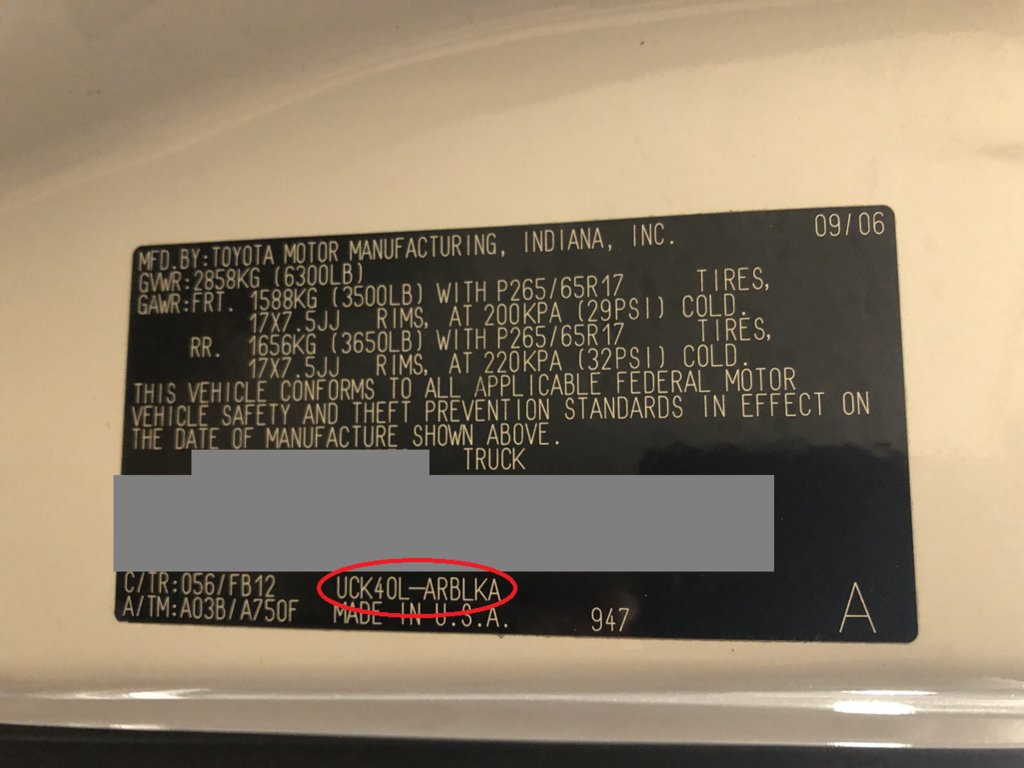 09/06
MFD.BY:TOYOTA MOTOR MANUFACTURING, INDIANA, INC.
GVWR:2858KG (6300LB)
GAWR:FRT. 1588KG (3500LB) WITH P265/65R17 TIRES,
17X7.5JJ RIMS, AT 200KPA (29PSI) COLD.
RR. 1656KG (3650LB) WITH P265/65R17 TIRES,
17X7.5JJ RIMS, AT 220KPA (32PSI) COLD.
THIS VEHICLE CONFORMS TO ALL APPLICABLE FEDERAL MOTOR
VEHICLE SAFETY AND THEFT PREVENTION STANDARDS IN EFFECT ON
THE DATE OF MANUFACTURE SHOWN ABOVE.
TRUCK
C/TR:056/FB12 UCK40L-ARBLKA
A/TM:A03B/A750F MADE IN U.S.A. 947 A